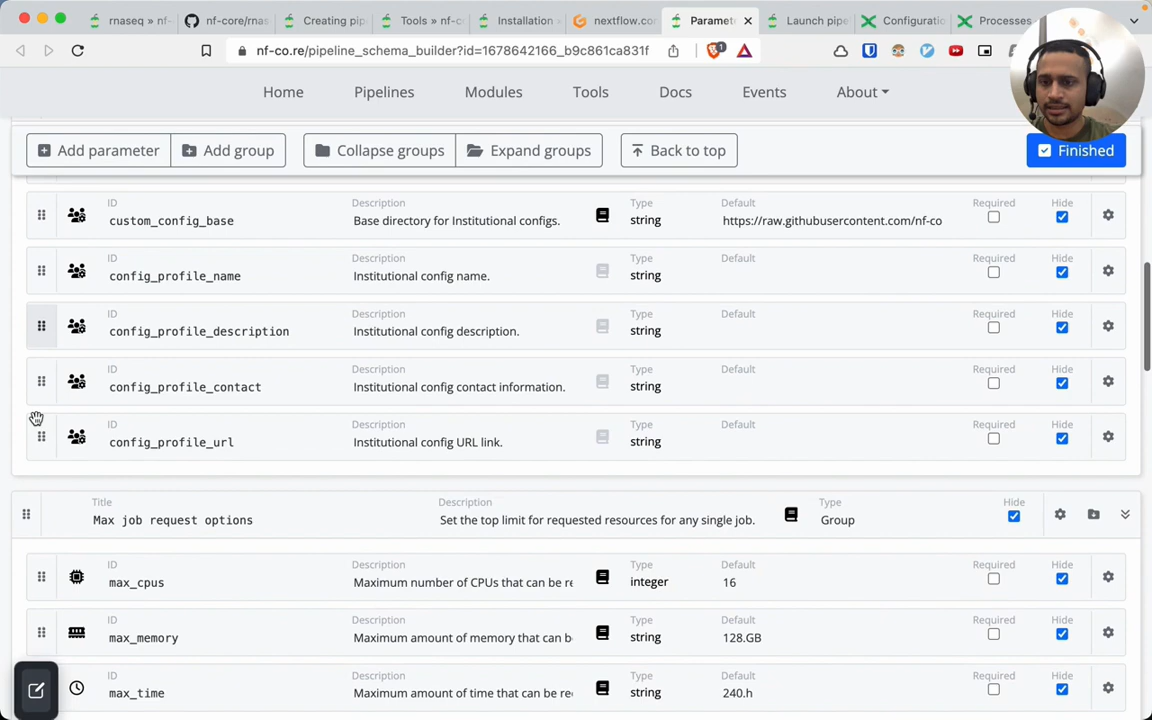 rnaseq » nf-
nf-core/rnas
Creating pip
Tools » nf-c
Installation
nextflow.co
Paramet
Launch pipe
Configuratio
Processes
nf-co.re/pipeline_schema_builder?id=1678642166_b9c861ca831f
1
Home
Pipelines
Modules
Tools
Docs
Events
About
Add parameter
Add group
Collapse groups
Expand groups
Back to top
Finished
ID Description Type Default Required Hide
custom_config_base Base directory for Institutional configs. string https://raw.githubusercontent.com/nf-co
ID Description Type Default Required Hide
config_profile_name Institutional config name. string
ID Description Type Default Required Hide
config_profile_description Institutional config description. string
ID Description Type Default Required Hide
config_profile_contact Institutional config contact information. string
ID Description Type Default Required Hide
config_profile_url Institutional config URL link. string
Title Description Type Hide
Max job request options Set the top limit for requested resources for any single job. Group
ID Description Type Default Required Hide
max_cpus Maximum number of CPUs that can be re integer 16
ID Description Type Default Required Hide
max_memory Maximum amount of memory that can b string 128.GB
ID Description Type Default Required Hide
max_time Maximum amount of time that can be re string 240.h